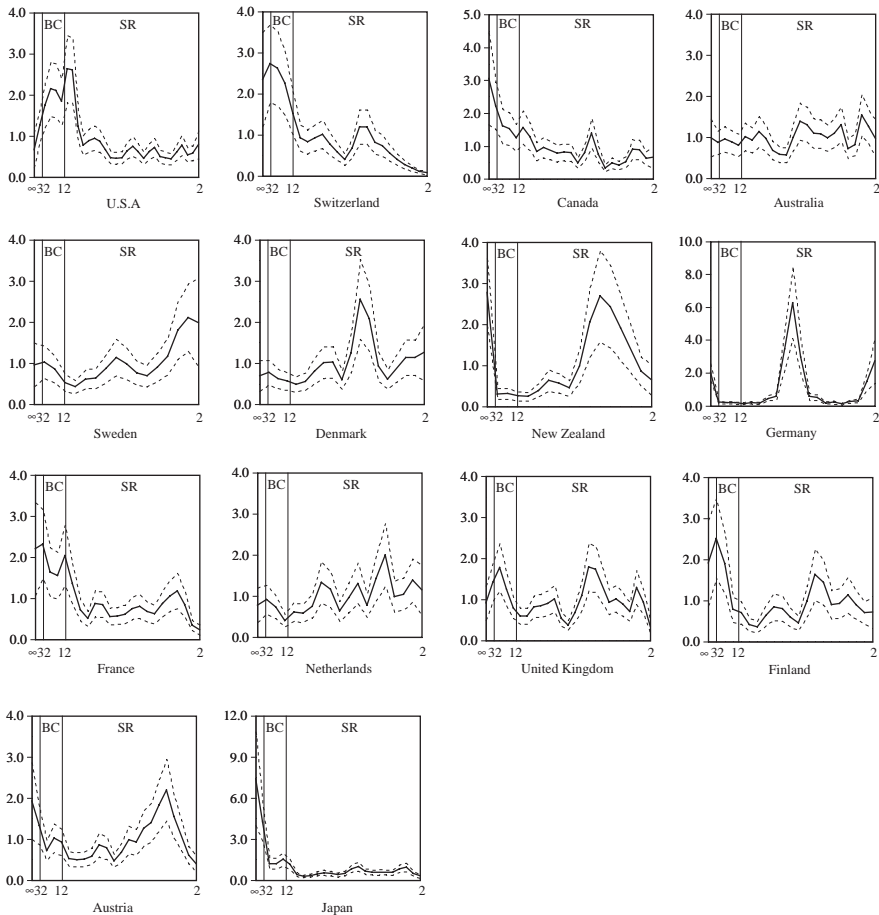 BC SR
4.0
3.0
2.0
1.0
0.0
∞32 12 2
U.S.A
BC SR
4.0
3.0
2.0
1.0
0.0
∞32 12 2
Switzerland
BC SR
5.0
4.0
3.0
2.0
1.0
0.0
∞32 12 2
Canada
BC SR
4.0
3.0
2.0
1.0
0.0
∞32 12 2
Australia
BC SR
4.0
3.0
2.0
1.0
0.0
∞32 12 2
Sweden
BC SR
4.0
3.0
2.0
1.0
0.0
∞32 12 2
Denmark
BC SR
4.0
3.0
2.0
1.0
0.0
∞32 12 2
New Zealand
BC SR
10.0
8.0
6.0
4.0
2.0
0.0
∞32 12 2
Germany
BC SR
4.0
3.0
2.0
1.0
0.0
∞32 12 2
France
BC SR
4.0
3.0
2.0
1.0
0.0
∞32 12 2
Netherlands
BC SR
4.0
3.0
2.0
1.0
0.0
∞32 12 2
United Kingdom
BC SR
4.0
3.0
2.0
1.0
0.0
∞32 12 2
Finland
BC SR
4.0
3.0
2.0
1.0
0.0
∞32 12 2
Austria
BC SR
12.0
9.0
6.0
3.0
0.0
∞32 12 2
Japan